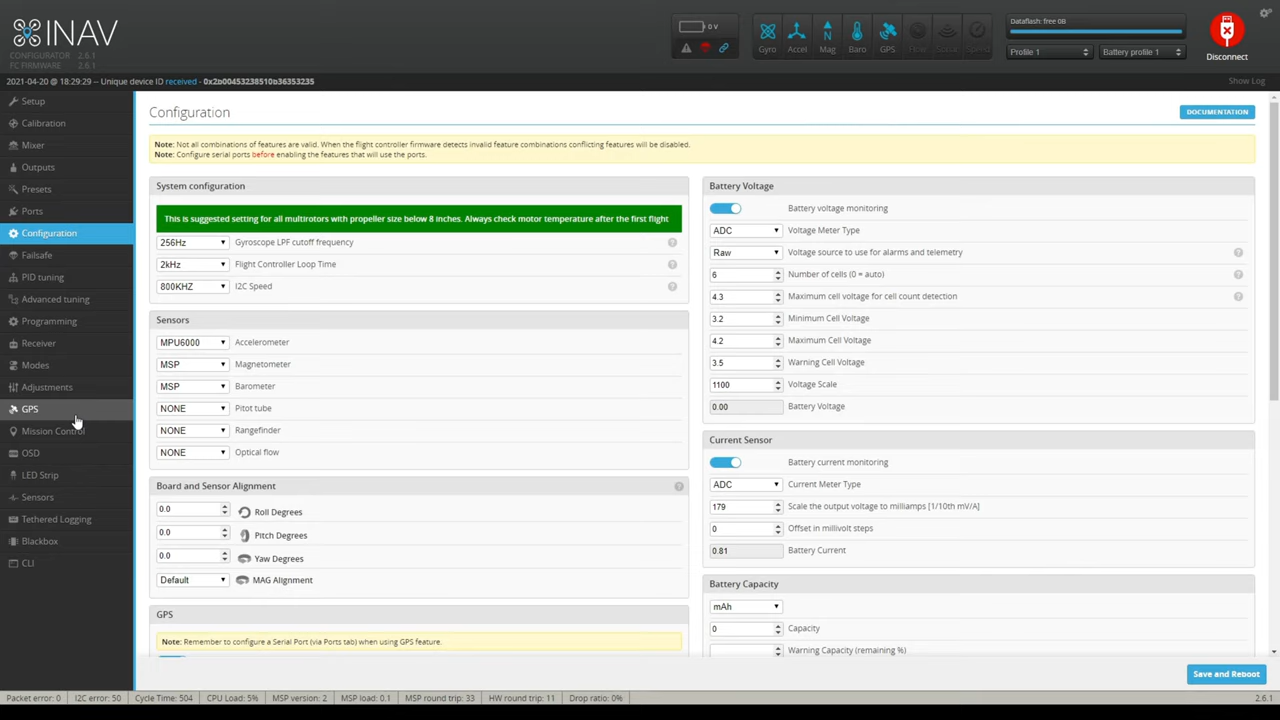 INAV
CONFIGURATOR 2.6.1
FC FIRMWARE 2.6.1
0 V
Gyro
Accel
Mag
Baro
GPS
Dataflash: free 0B
Profile 1
Battery profile 1
Disconnect
2021-04-20 @ 18:29:29 -- Unique device ID received - 0x2b00453238510b36353235
Show Log
Setup
Calibration
Mixer
Outputs
Presets
Ports
Configuration
Failsafe
PID tuning
Advanced tuning
Programming
Receiver
Modes
Adjustments
GPS
Mission Control
OSD
LED Strip
Sensors
Tethered Logging
Blackbox
CLI
Configuration
DOCUMENTATION
Note: Not all combinations of features are valid. When the flight controller firmware detects invalid feature combinations conflicting features will be disabled.
Note: Configure serial ports before enabling the features that will use the ports.
System configuration
This is suggested setting for all multirotors with propeller size below 8 inches. Always check motor temperature after the first flight
256Hz Gyroscope LPF cutoff frequency
2kHz Flight Controller Loop Time
800KHZ I2C Speed
Sensors
MPU6000 Accelerometer
MSP Magnetometer
MSP Barometer
NONE Pitot tube
NONE Rangefinder
NONE Optical flow
Board and Sensor Alignment
0.0 Roll Degrees
0.0 Pitch Degrees
0.0 Yaw Degrees
Default MAG Alignment
GPS
Note: Remember to configure a Serial Port (via Ports tab) when using GPS feature.
Battery Voltage
Battery voltage monitoring
ADC Voltage Meter Type
Raw Voltage source to use for alarms and telemetry
6 Number of cells (0 = auto)
4.3 Maximum cell voltage for cell count detection
3.2 Minimum Cell Voltage
4.2 Maximum Cell Voltage
3.5 Warning Cell Voltage
1100 Voltage Scale
0.00 Battery Voltage
Current Sensor
Battery current monitoring
ADC Current Meter Type
179 Scale the output voltage to milliamps [1/10th mV/A]
0 Offset in millivolt steps
0.81 Battery Current
Battery Capacity
mAh
0 Capacity
Warning Capacity (remaining %)
Save and Reboot
Packet error: 0 I2C error: 50 Cycle Time: 504 CPU Load: 5% MSP version: 2 MSP load: 0.1 MSP round trip: 33 HW round trip: 11 Drop ratio: 0% 2.6.1